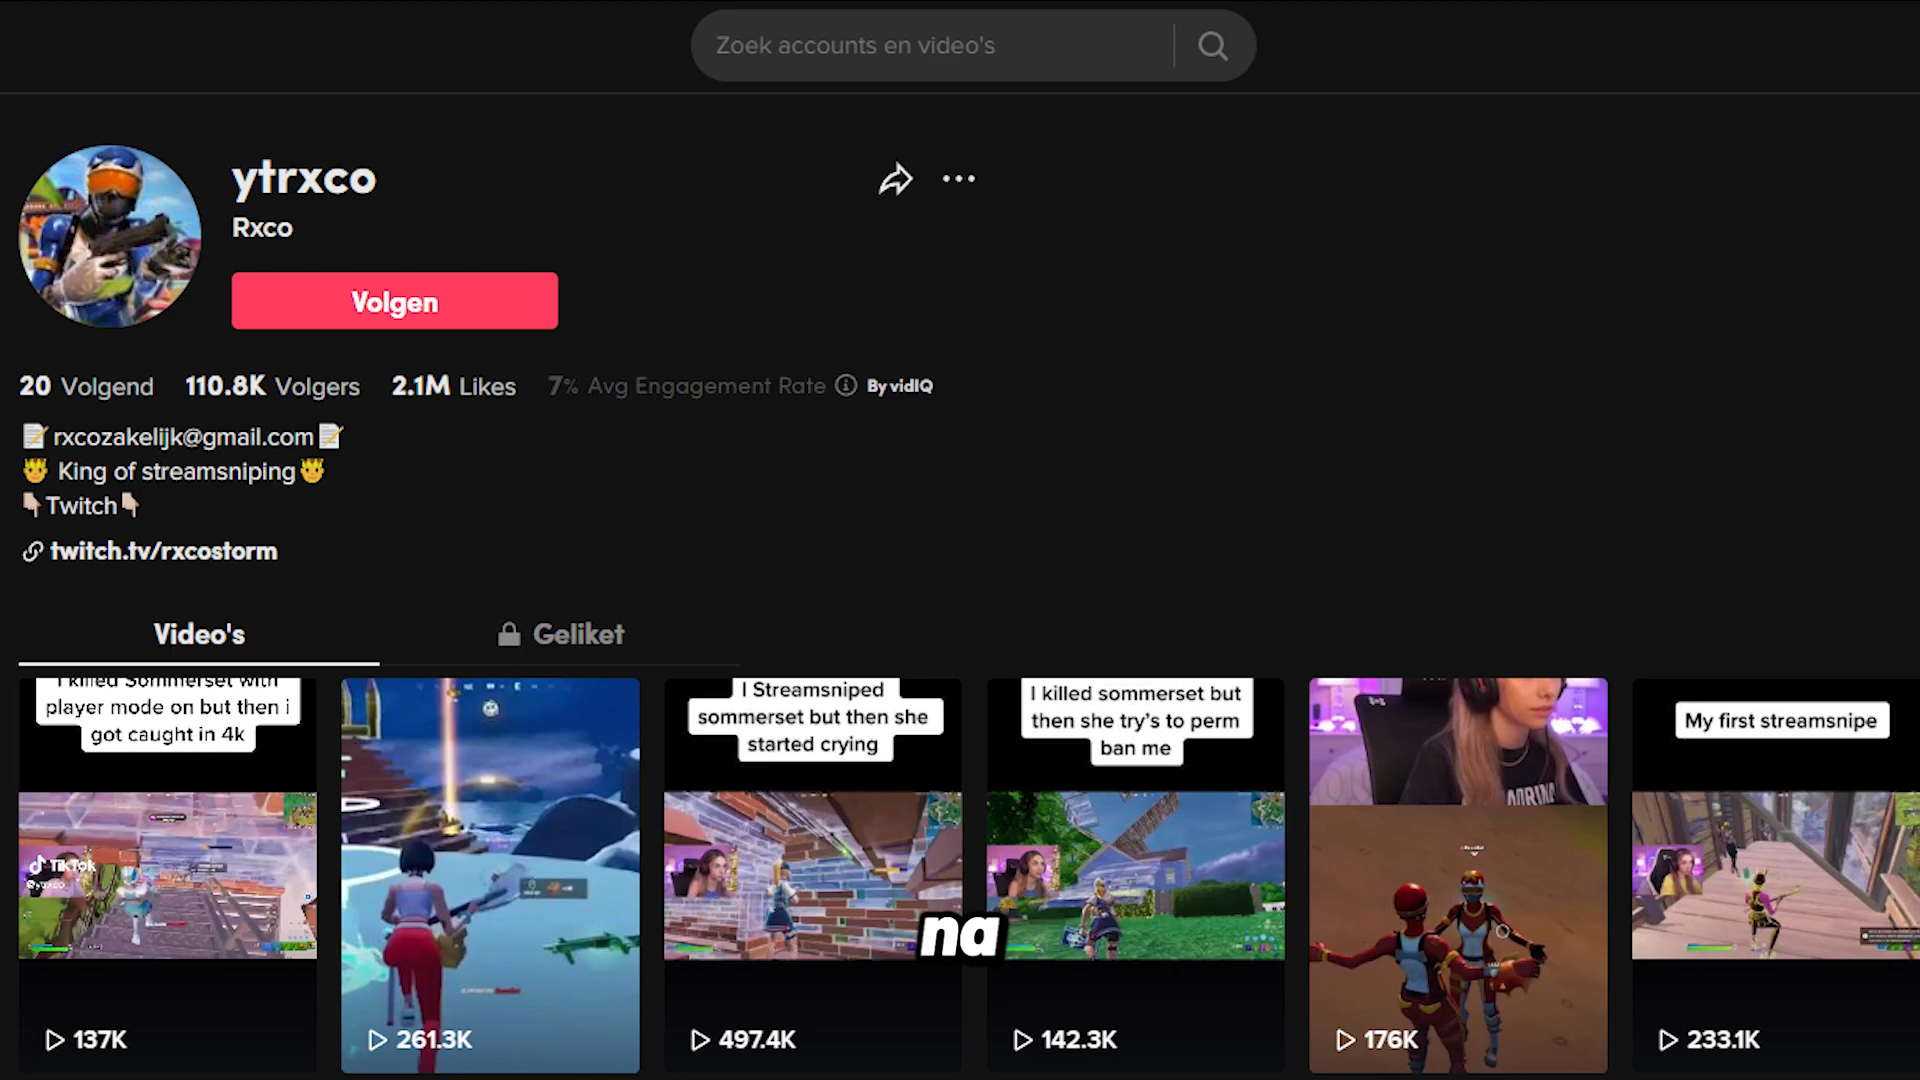 Zoek accounts en video's
ytrxco
Rxco
Volgen
20 Volgend 110.8K Volgers 2.1M Likes 7% Avg Engagement Rate By vidIQ
📝 rxcozakelijk@gmail.com 📝
🤴 King of streamsniping 🤴
👇🏻 Twitch 👇🏻
twitch.tv/rxcostorm
Video's
Geliket
I killed Sommerset with
player mode on but then i
got caught in 4k
TikTok
137K
261.3K
I Streamsniped
sommerset but then she
started crying
497.4K
I killed sommerset but
then she try's to perm
ban me
142.3K
176K
My first streamsnipe
233.1K
na